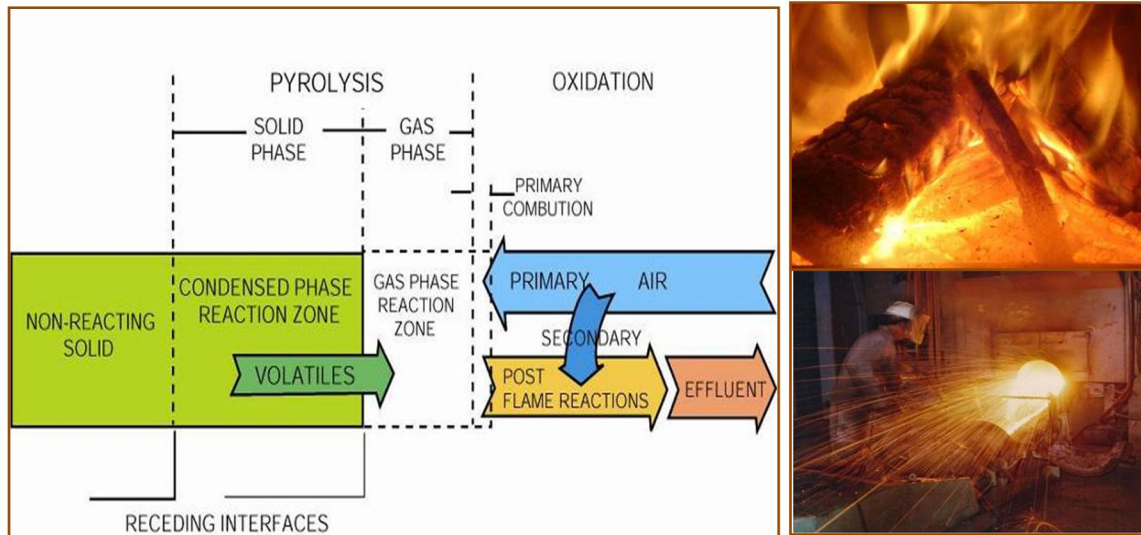 PYROLYSIS
OXIDATION
SOLID
PHASE
GAS
PHASE
PRIMARY
COMBUTION
NON-REACTING
SOLID
CONDENSED PHASE
REACTION ZONE
VOLATILES
GAS PHASE
REACTION
ZONE
PRIMARY AIR
SECONDARY
POST
FLAME REACTIONS
EFFLUENT
RECEDING INTERFACES